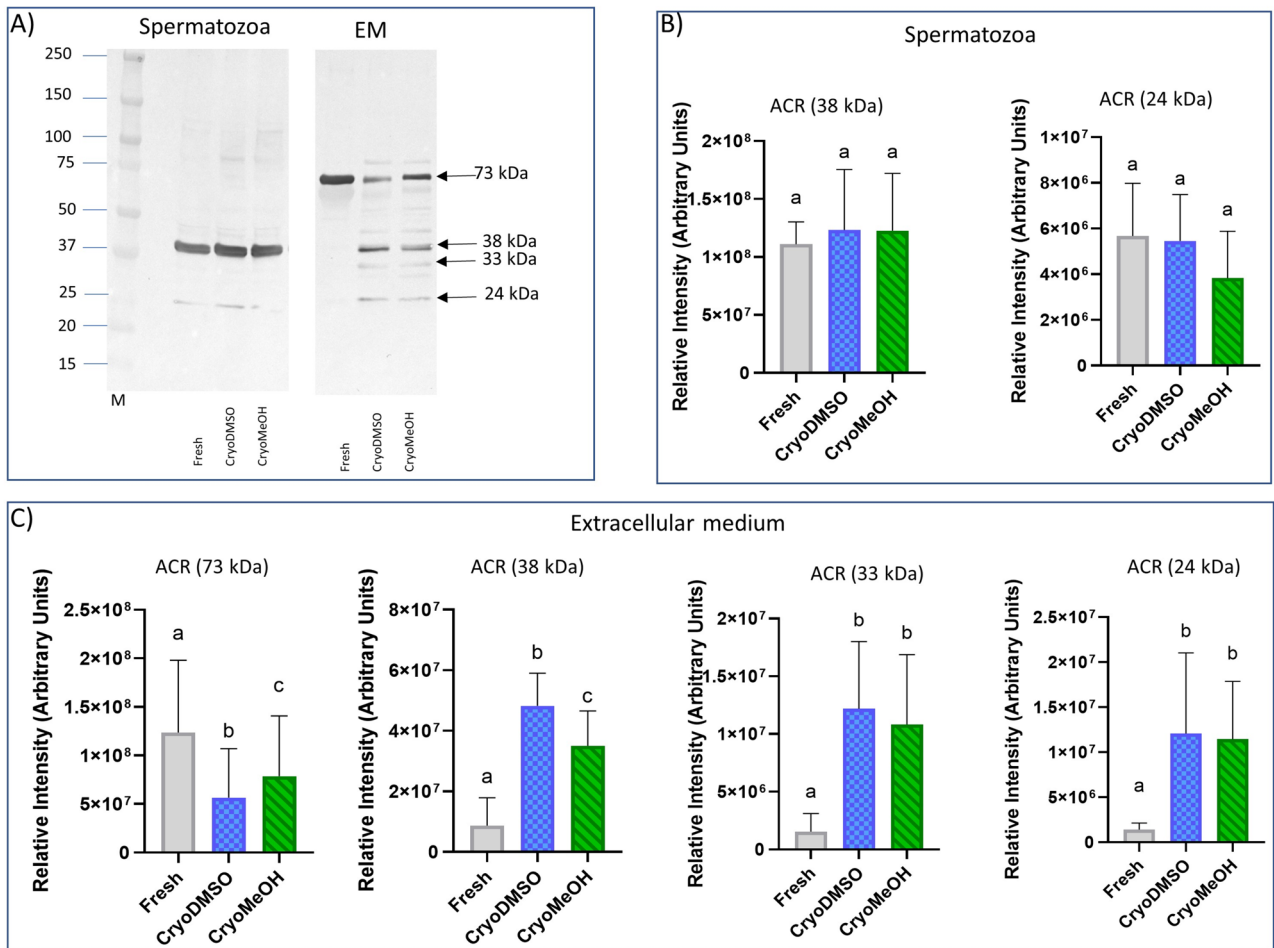 A)
Spermatozoa
EM
250
150
100
75
50
37
25
20
15
M
Fresh
CryoDMSO
CryoMeOH
Fresh
CryoDMSO
CryoMeOH
73 kDa
38 kDa
33 kDa
24 kDa
B)
Spermatozoa
ACR (38 kDa)
Relative Intensity (Arbitrary Units)
2×10⁸
1×10⁸
1×10⁸
5×10⁷
0
a
a
a
Fresh
CryoDMSO
CryoMeOH
ACR (24 kDa)
Relative Intensity (Arbitrary Units)
1×10⁷
8×10⁶
6×10⁶
4×10⁶
2×10⁶
0
a
a
a
Fresh
CryoDMSO
CryoMeOH
C)
Extracellular medium
ACR (73 kDa)
Relative Intensity (Arbitrary Units)
2.5×10⁸
2×10⁸
1.5×10⁸
1×10⁸
5×10⁷
0
a
b
c
Fresh
CryoDMSO
CryoMeOH
ACR (38 kDa)
Relative Intensity (Arbitrary Units)
8×10⁷
6×10⁷
4×10⁷
2×10⁷
0
a
b
c
Fresh
CryoDMSO
CryoMeOH
ACR (33 kDa)
Relative Intensity (Arbitrary Units)
2×10⁷
1×10⁷
1×10⁷
5×10⁶
0
a
b
b
Fresh
CryoDMSO
CryoMeOH
ACR (24 kDa)
Relative Intensity (Arbitrary Units)
2.5×10⁷
2×10⁷
1.5×10⁷
1×10⁷
5×10⁶
0
a
b
b
Fresh
CryoDMSO
CryoMeOH